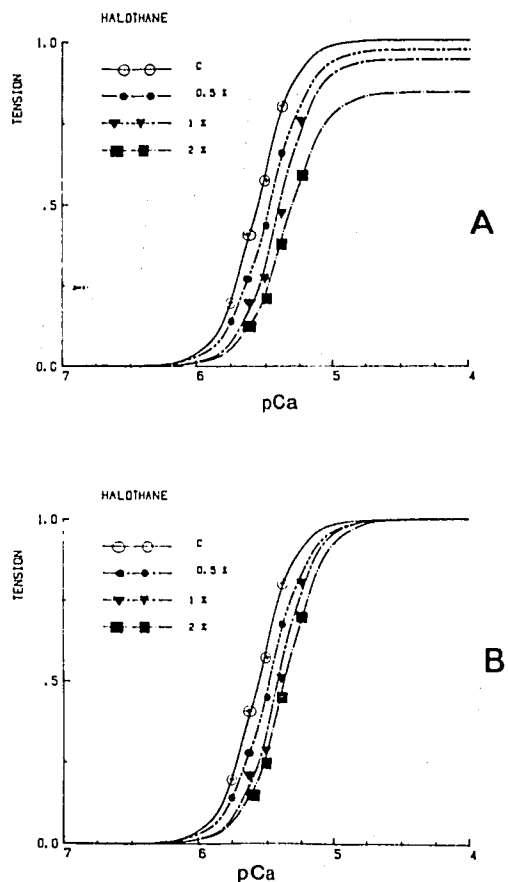 HALOTHANE
C
0.5 %
1 %
2 %
TENSION
1.0
.5
0.0
7
6
5
4
pCa
A
HALOTHANE
C
0.5 %
1 %
2 %
TENSION
1.0
.5
0.0
7
6
5
4
pCa
B